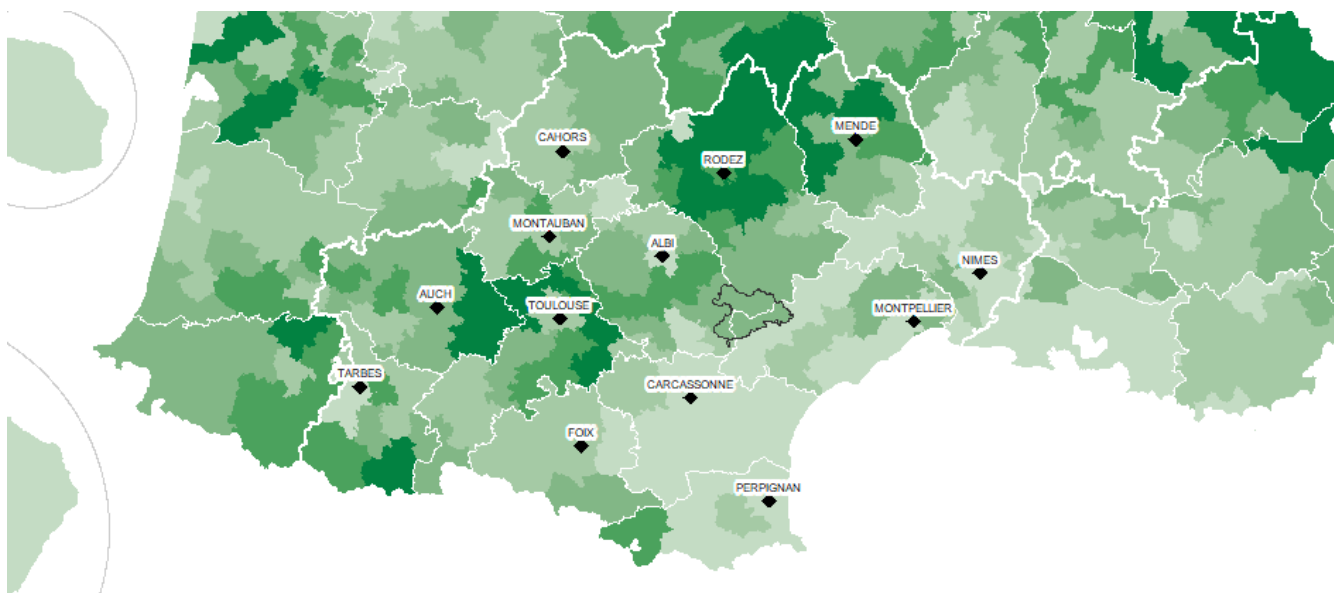 MENDE
CAHORS
RODEZ
MONTAUBAN
ALBI
NIMES
AUCH
TOULOUSE
MONTPELLIER
TARBES
CARCASSONNE
FOIX
PERPIGNAN